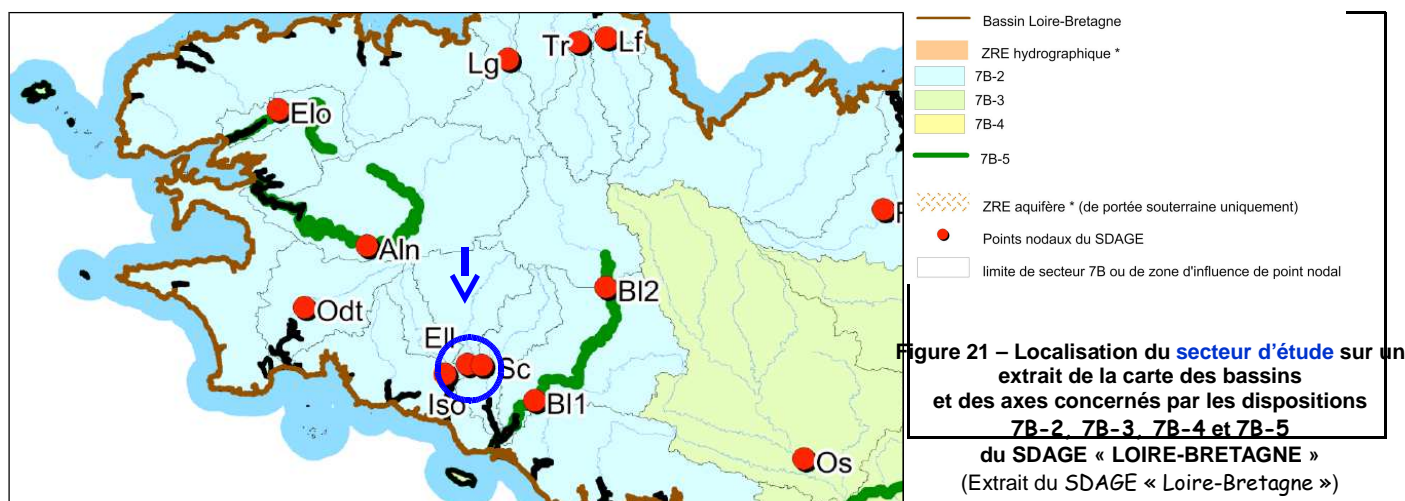 Tr
Lf
Lg
Elo
Aln
Bl2
Odt
Ell
Sc
Iso
Bl1
Os
Bassin Loire-Bretagne
ZRE hydrographique *
7B-2
7B-3
7B-4
7B-5
ZRE aquifère * (de portée souterraine uniquement)
Points nodaux du SDAGE
limite de secteur 7B ou de zone d'influence de point nodal
Figure 21 – Localisation du secteur d'étude sur un
extrait de la carte des bassins
et des axes concernés par les dispositions
7B-2, 7B-3, 7B-4 et 7B-5
du SDAGE « LOIRE-BRETAGNE »
(Extrait du SDAGE « Loire-Bretagne »)